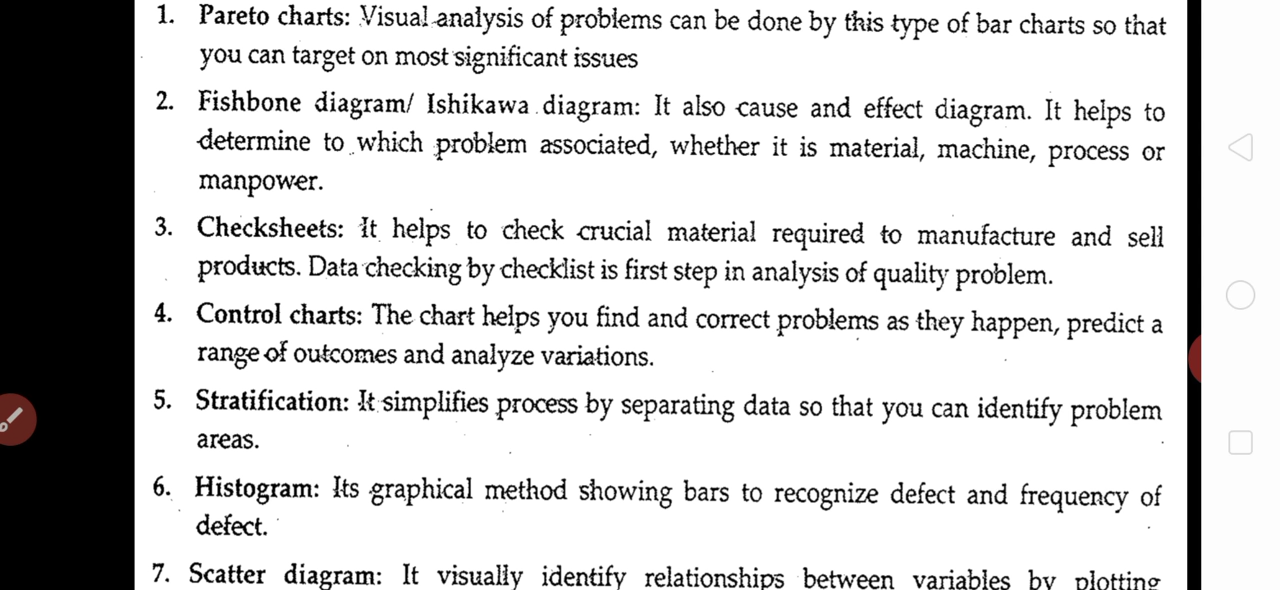 1. Pareto charts: Visual analysis of problems can be done by this type of bar charts so that
you can target on most significant issues
2. Fishbone diagram/ Ishikawa diagram: It also cause and effect diagram. It helps to
determine to which problem associated, whether it is material, machine, process or
manpower.
3. Checksheets: It helps to check crucial material required to manufacture and sell
products. Data checking by checklist is first step in analysis of quality problem.
4. Control charts: The chart helps you find and correct problems as they happen, predict a
range of outcomes and analyze variations.
5. Stratification: It simplifies process by separating data so that you can identify problem
areas.
6. Histogram: Its graphical method showing bars to recognize defect and frequency of
defect.
7. Scatter diagram: It visually identify relationships between variables by plotting